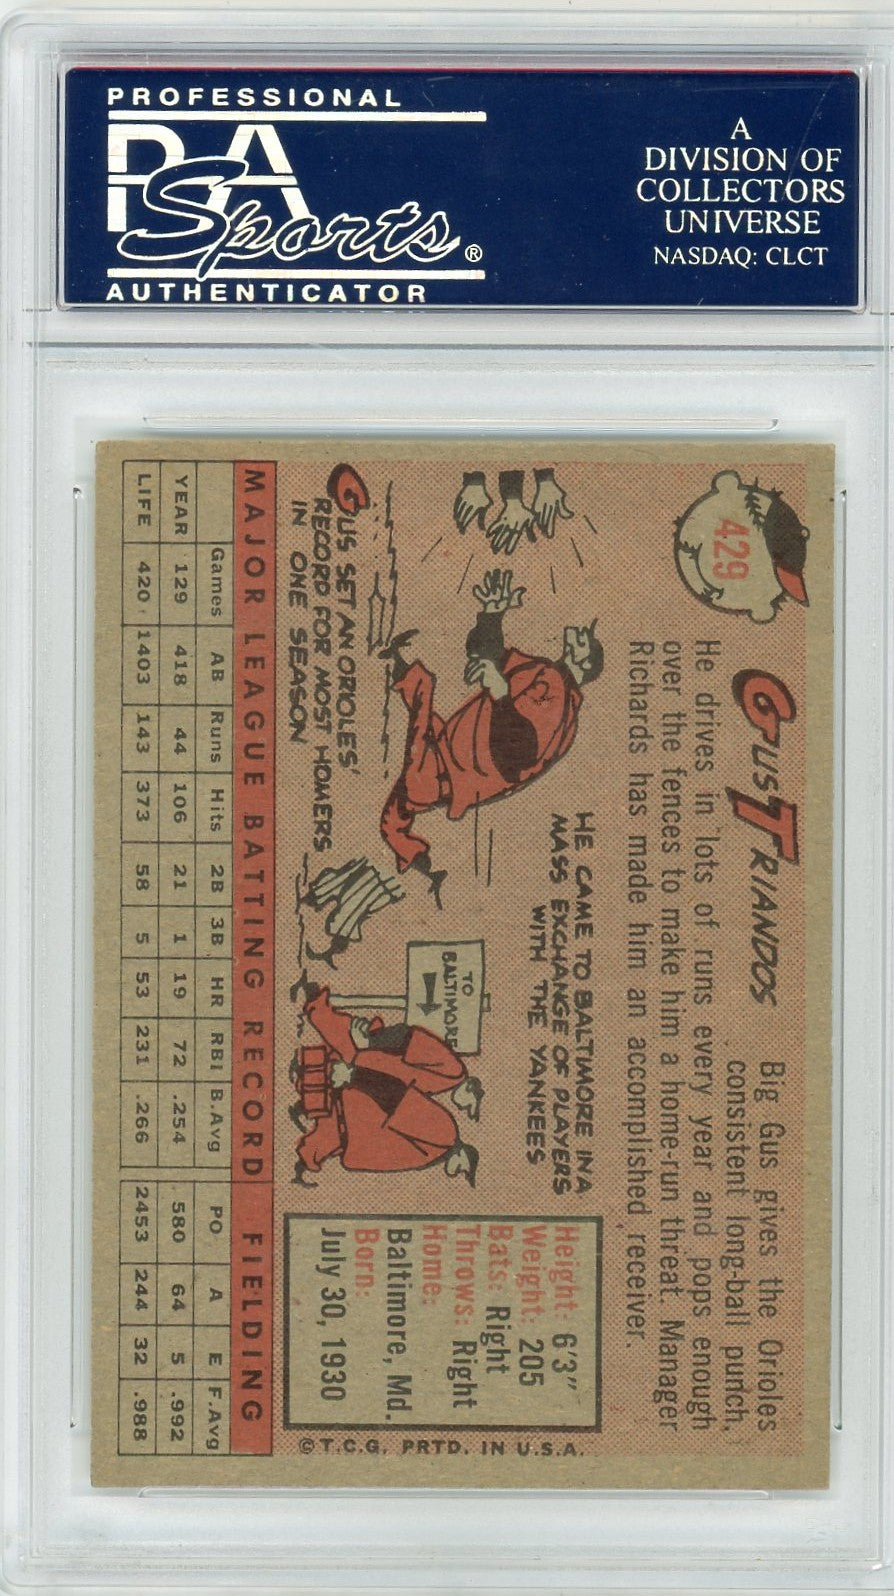 PROFESSIONAL
PSA
Sports®
AUTHENTICATOR
A
DIVISION OF
COLLECTORS
UNIVERSE
NASDAQ: CLCT
429
GUS TRIANDOS
Big Gus gives the Orioles
consistent long-ball punch.
He drives in lots of runs every year and pops enough
over the fences to make him a home-run threat. Manager
Richards has made him an accomplished receiver.
HE CAME TO BALTIMORE IN A
MASS EXCHANGE OF PLAYERS
WITH THE YANKEES
TO
BALTIMORE
GUS SET AN ORIOLES'
RECORD FOR MOST HOMERS
IN ONE SEASON
Height: 6'3"
Weight: 205
Bats: Right
Throws: Right
Home:
Baltimore, Md.
Born:
July 30, 1930
© T.C.G. PRTD. IN U.S.A.
MAJOR LEAGUE BATTING RECORD FIELDING
Games AB Runs Hits 2B 3B HR RBI B.Avg PO A E F.Avg
YEAR 129 418 44 106 21 1 19 72 .254 580 64 5 .992
LIFE 420 1403 143 373 58 5 53 231 .266 2453 244 32 .988